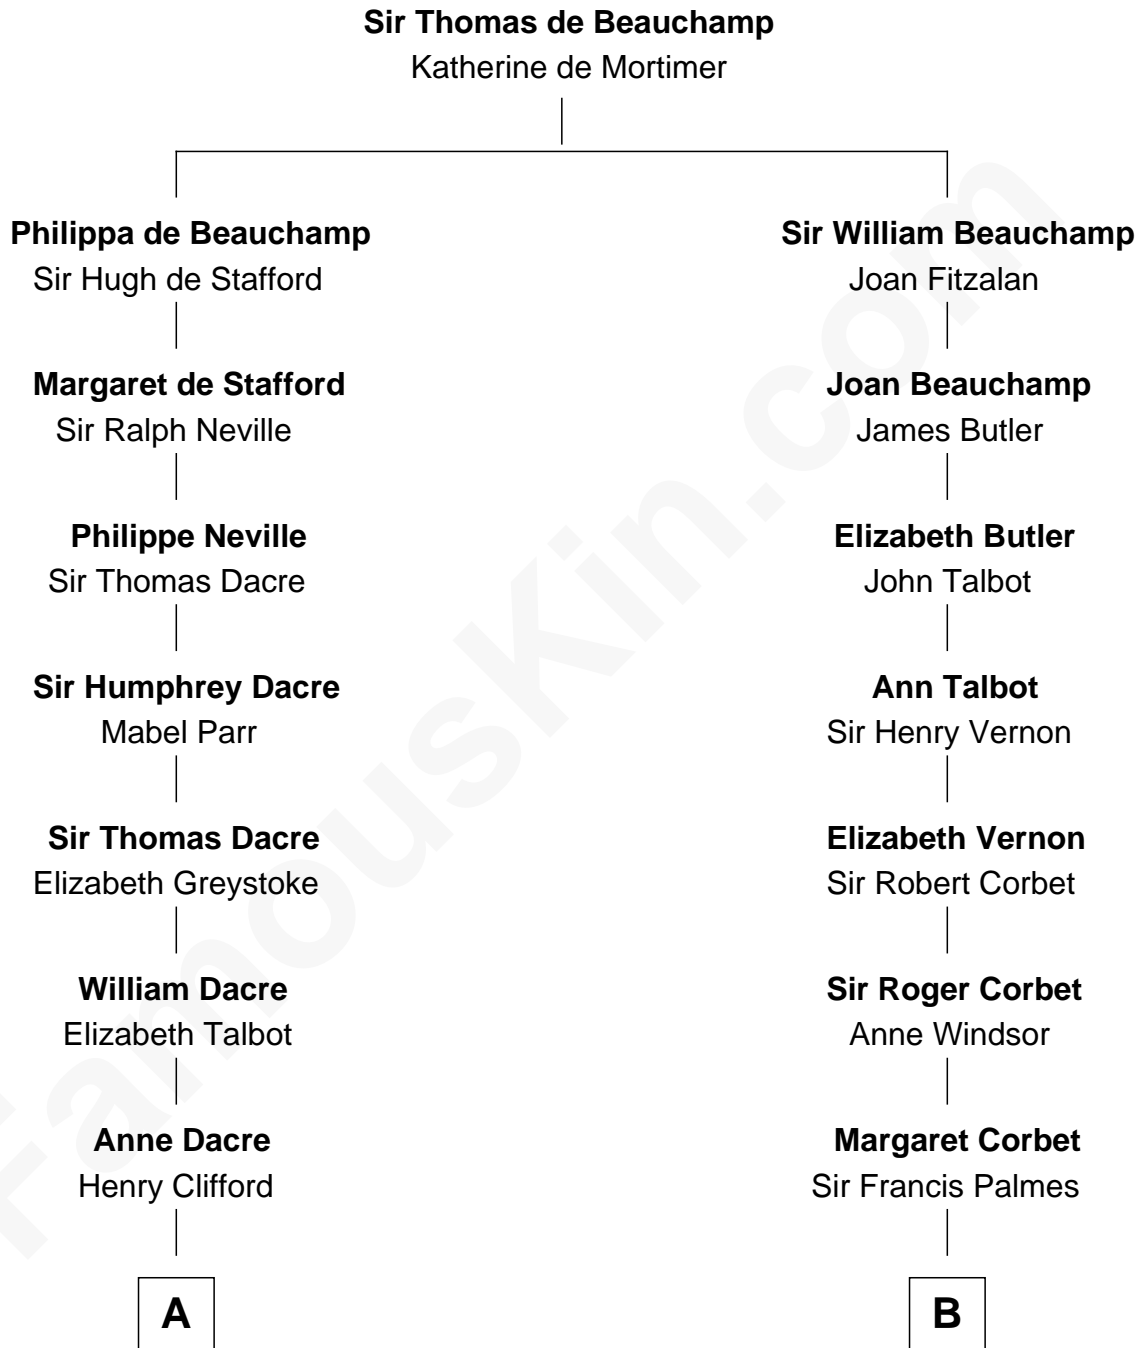 Sir Thomas de Beauchamp
Katherine de Mortimer
Philippa de Beauchamp
Sir Hugh de Stafford
Margaret de Stafford
Sir Ralph Neville
Philippe Neville
Sir Thomas Dacre
Sir Humphrey Dacre
Mabel Parr
Sir Thomas Dacre
Elizabeth Greystoke
William Dacre
Elizabeth Talbot
Anne Dacre
Henry Clifford
A
Sir William Beauchamp
Joan Fitzalan
Joan Beauchamp
James Butler
Elizabeth Butler
John Talbot
Ann Talbot
Sir Henry Vernon
Elizabeth Vernon
Sir Robert Corbet
Sir Roger Corbet
Anne Windsor
Margaret Corbet
Sir Francis Palmes
B
FamousKin.com